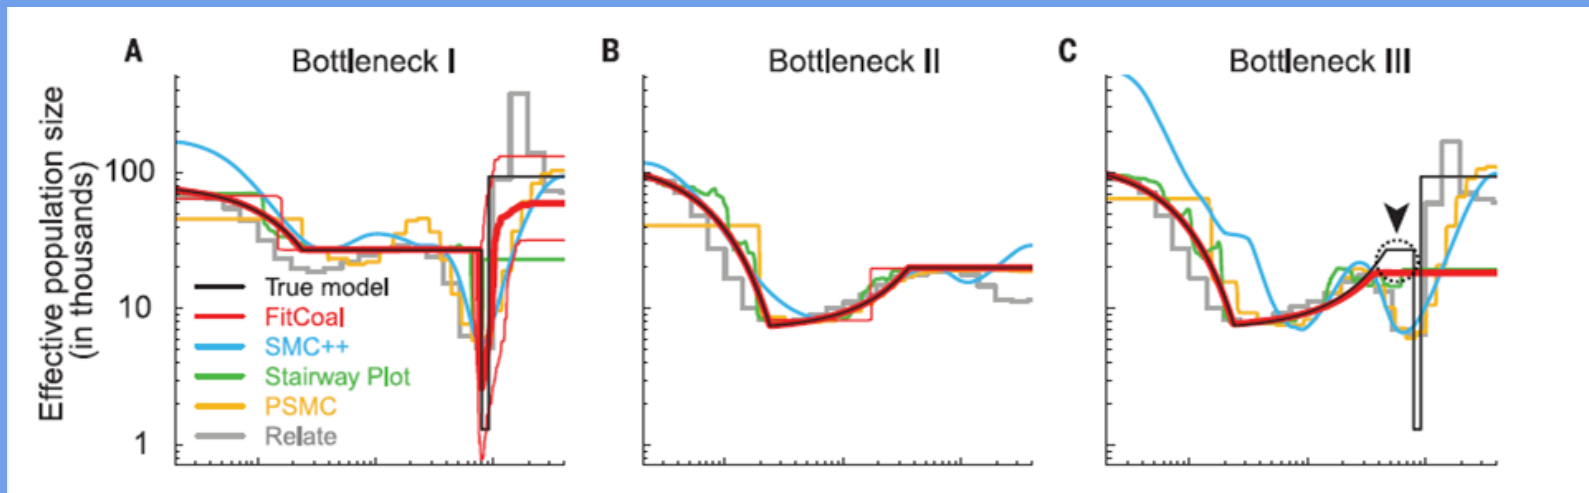 A
Bottleneck I
B
Bottleneck II
C
Bottleneck III
Effective population size
(in thousands)
100
10
1
True model
FitCoal
SMC++
Stairway Plot
PSMC
Relate